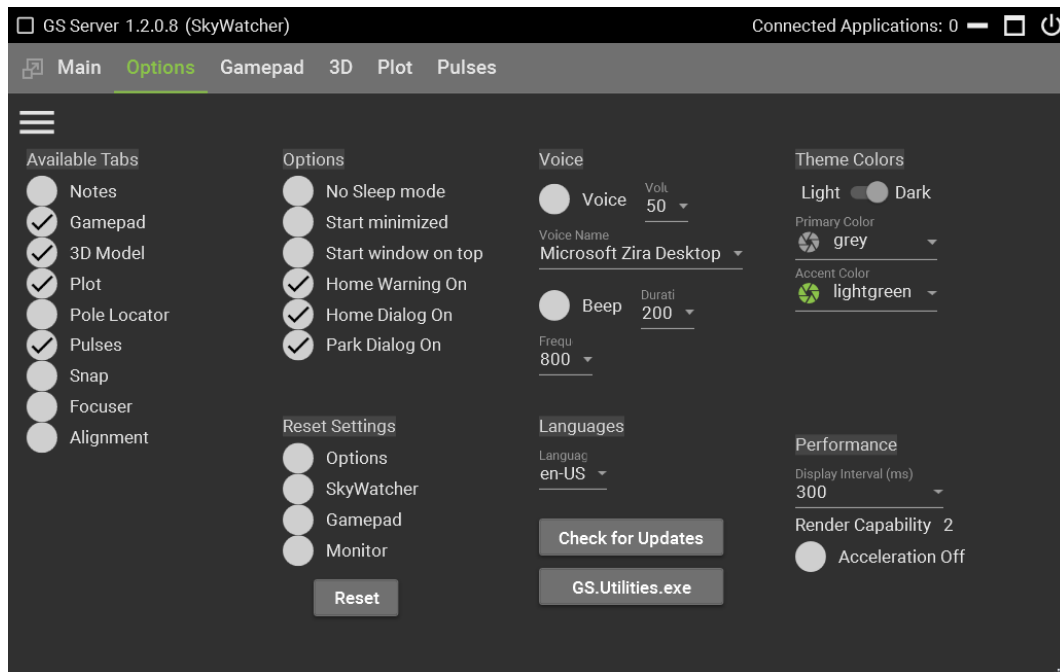 GS Server 1.2.0.8 (SkyWatcher) Connected Applications: 0
Main Options Gamepad 3D Plot Pulses
Available Tabs
Notes
Gamepad
3D Model
Plot
Pole Locator
Pulses
Snap
Focuser
Alignment
Options
No Sleep mode
Start minimized
Start window on top
Home Warning On
Home Dialog On
Park Dialog On
Reset Settings
Options
SkyWatcher
Gamepad
Monitor
Reset
Voice
Voice
Volu
50
Voice Name
Microsoft Zira Desktop
Beep
Durati
200
Frequ
800
Languages
Languag
en-US
Check for Updates
GS.Utilities.exe
Theme Colors
Light Dark
Primary Color
grey
Accent Color
lightgreen
Performance
Display Interval (ms)
300
Render Capability 2
Acceleration Off